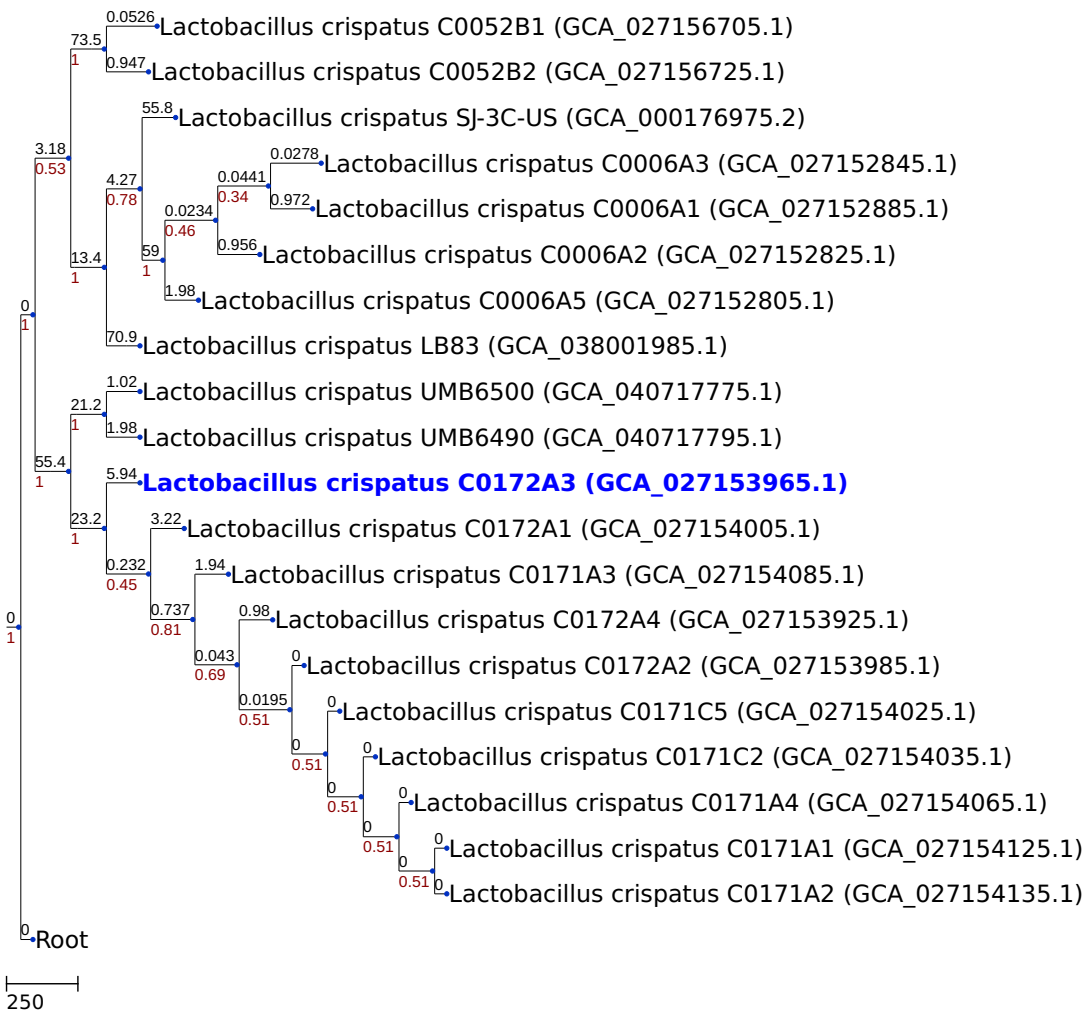 0.0526
Lactobacillus crispatus C0052B1 (GCA_027156705.1)
73.5
1
0.947
Lactobacillus crispatus C0052B2 (GCA_027156725.1)
55.8
Lactobacillus crispatus SJ-3C-US (GCA_000176975.2)
3.18
0.53
0.0278
Lactobacillus crispatus C0006A3 (GCA_027152845.1)
4.27
0.78
0.0441
0.34
0.972
Lactobacillus crispatus C0006A1 (GCA_027152885.1)
0.0234
0.46
0.956
Lactobacillus crispatus C0006A2 (GCA_027152825.1)
13.4
1
59
1
1.98
Lactobacillus crispatus C0006A5 (GCA_027152805.1)
0
1
70.9
Lactobacillus crispatus LB83 (GCA_038001985.1)
1.02
Lactobacillus crispatus UMB6500 (GCA_040717775.1)
21.2
1
1.98
Lactobacillus crispatus UMB6490 (GCA_040717795.1)
55.4
1
5.94
Lactobacillus crispatus C0172A3 (GCA_027153965.1)
23.2
1
3.22
Lactobacillus crispatus C0172A1 (GCA_027154005.1)
0.232
0.45
1.94
Lactobacillus crispatus C0171A3 (GCA_027154085.1)
0
1
0.737
0.81
0.98
Lactobacillus crispatus C0172A4 (GCA_027153925.1)
0.043
0.69
0
Lactobacillus crispatus C0172A2 (GCA_027153985.1)
0.0195
0.51
0
Lactobacillus crispatus C0171C5 (GCA_027154025.1)
0
0.51
0
Lactobacillus crispatus C0171C2 (GCA_027154035.1)
0
0.51
0
Lactobacillus crispatus C0171A4 (GCA_027154065.1)
0
0.51
0
Lactobacillus crispatus C0171A1 (GCA_027154125.1)
0
0.51
0
Lactobacillus crispatus C0171A2 (GCA_027154135.1)
0
Root
250